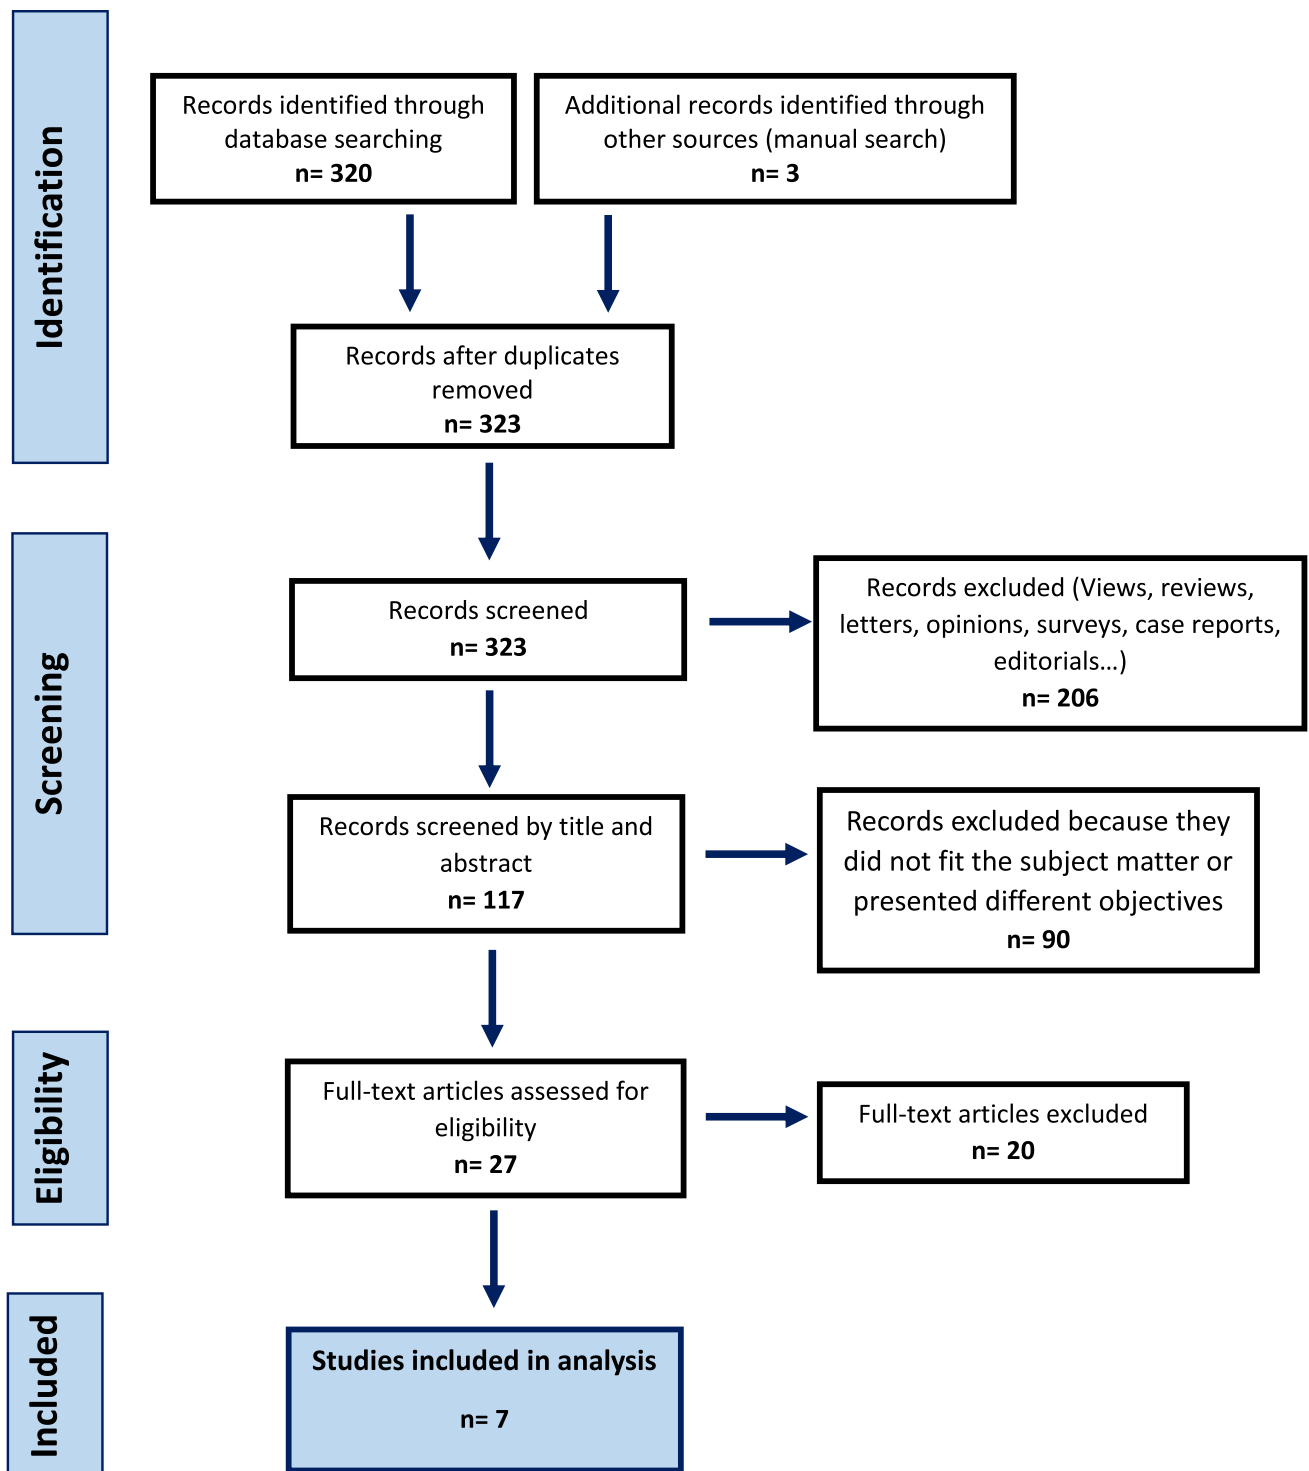 Identification
Records identified through
database searching
n= 320
Additional records identified through
other sources (manual search)
n= 3
Records after duplicates
removed
n= 323
Screening
Records screened
n= 323
Records excluded (Views, reviews,
letters, opinions, surveys, case reports,
editorials...)
n= 206
Records screened by title and
abstract
n= 117
Records excluded because they
did not fit the subject matter or
presented different objectives
n= 90
Eligibility
Full-text articles assessed for
eligibility
n= 27
Full-text articles excluded
n= 20
Included
Studies included in analysis
n= 7